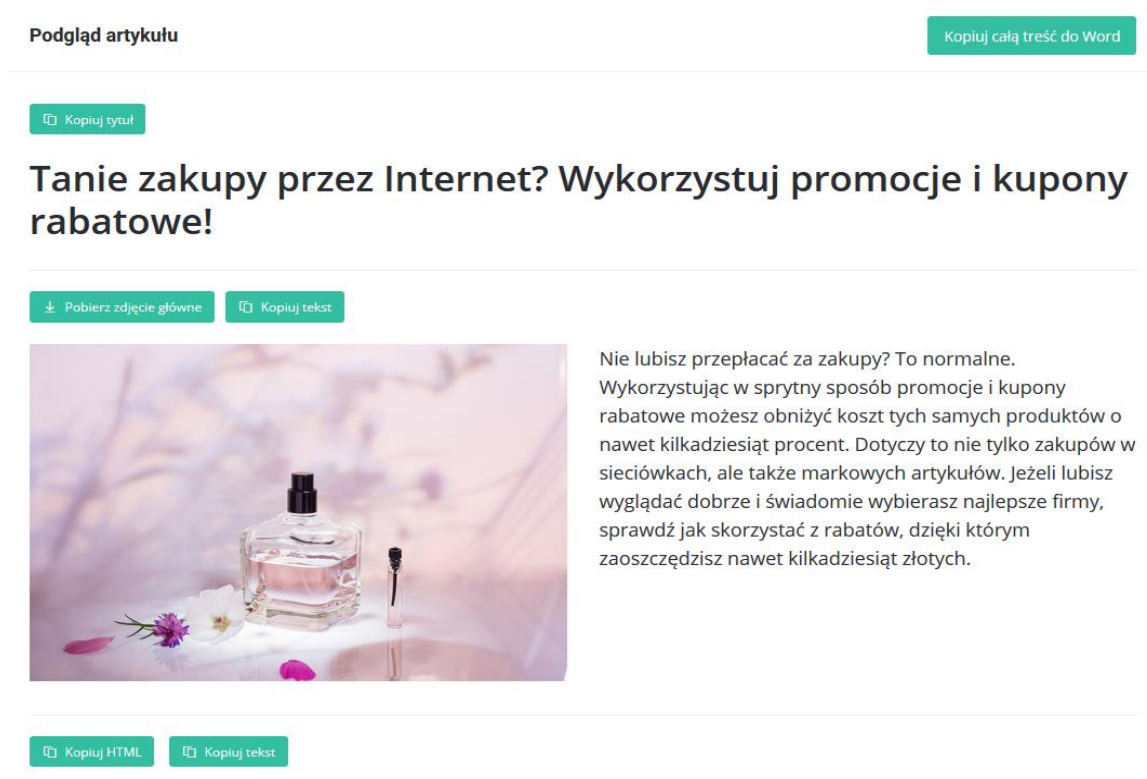 Podgląd artykułu
Kopiuj całą treść do Word
Kopiuj tytuł
Tanie zakupy przez Internet? Wykorzystuj promocje i kupony
rabatowe!
Pobierz zdjęcie główne
Kopiuj tekst
Nie lubisz przepłacać za zakupy? To normalne.
Wykorzystując w sprytny sposób promocje i kupony
rabatowe możesz obniżyć koszt tych samych produktów o
nawet kilkadziesiąt procent. Dotyczy to nie tylko zakupów w
sieciówkach, ale także markowych artykułów. Jeżeli lubisz
wyglądać dobrze i świadomie wybierasz najlepsze firmy,
sprawdź jak skorzystać z rabatów, dzięki którym
zaoszczędzisz nawet kilkadziesiąt złotych.
Kopiuj HTML
Kopiuj tekst